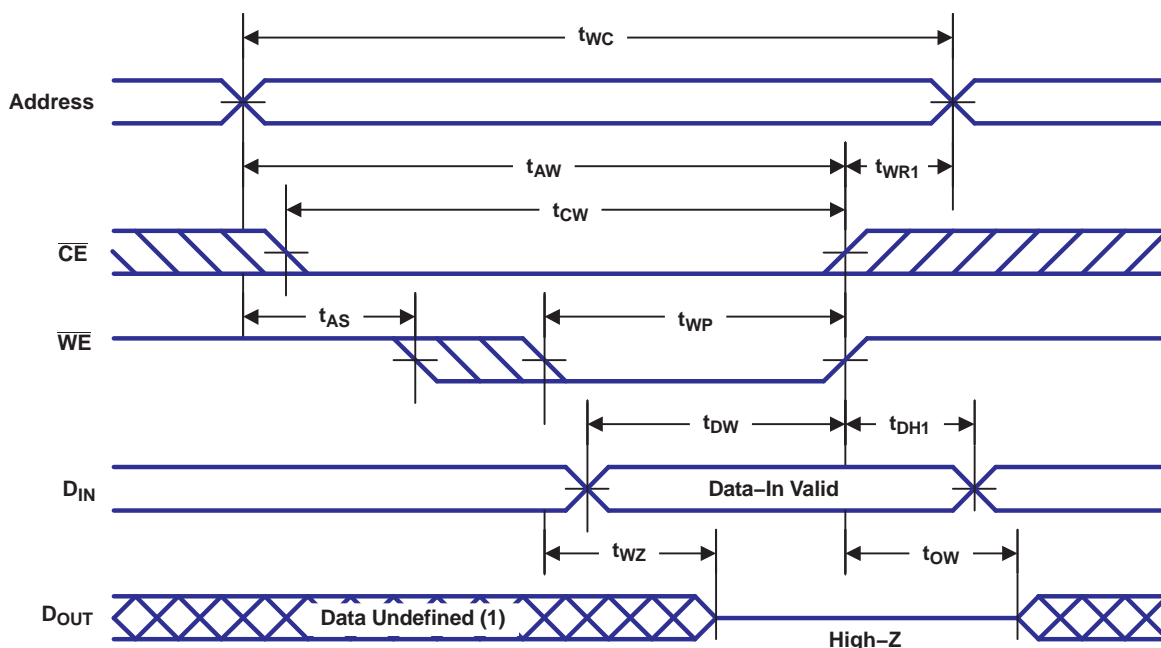 tWC
Address
tAW
tWR1
tCW
CE
tAS
tWP
WE
tDW
tDH1
DIN
Data–In Valid
tWZ
tOW
DOUT
Data Undefined (1)
High–Z